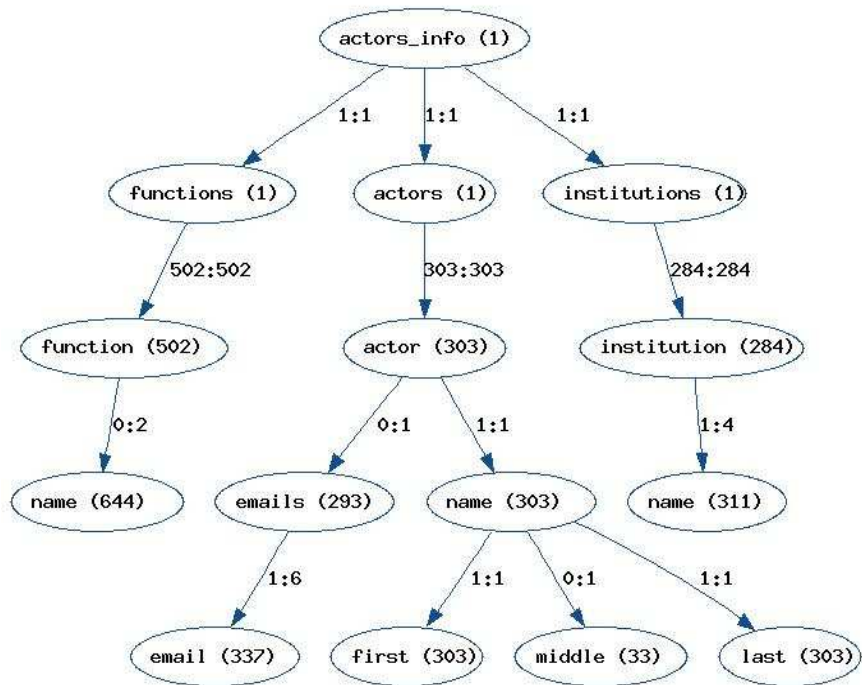 actors_info (1)
1:1 1:1 1:1
functions (1) actors (1) institutions (1)
502:502 303:303 284:284
function (502) actor (303) institution (284)
0:2 0:1 1:1 1:4
name (644) emails (293) name (303) name (311)
1:6 1:1 0:1 1:1
email (337) first (303) middle (33) last (303)